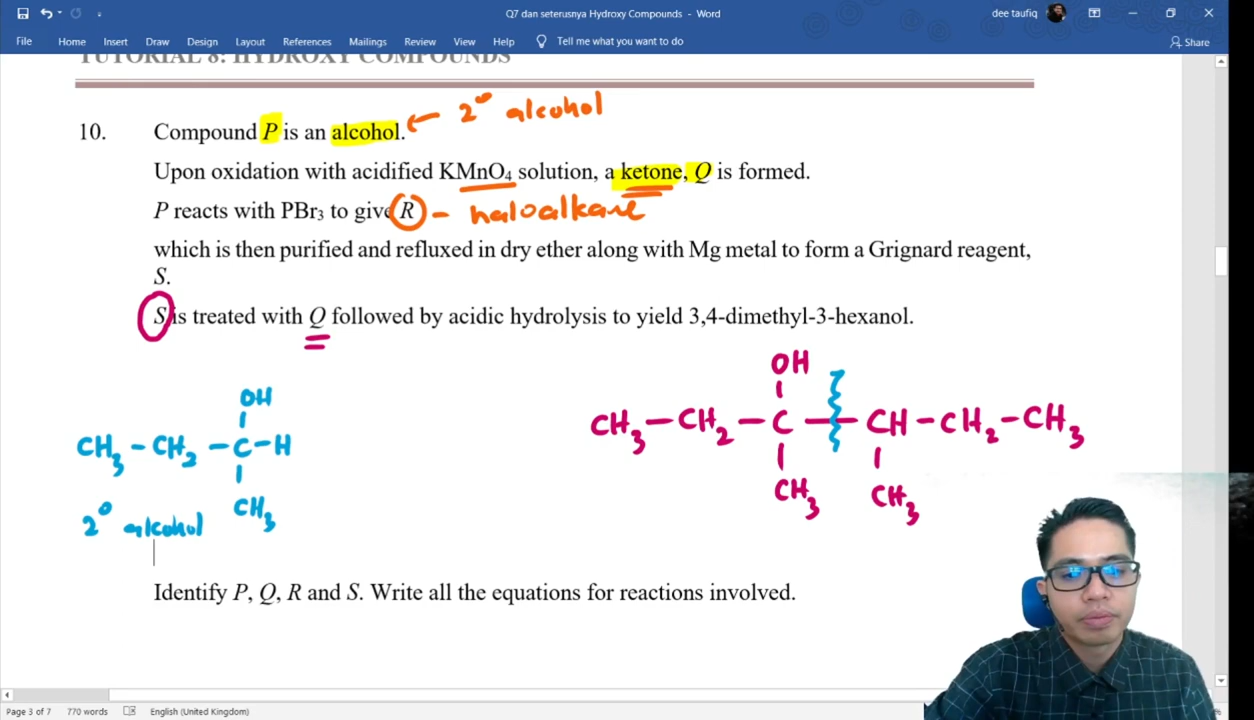 Q7 dan seterusnya Hydroxy Compounds - Word
dee taufiq
File Home Insert Draw Design Layout References Mailings Review View Help Tell me what you want to do Share
TUTORIAL 8: HYDROXY COMPOUNDS
2° alcohol
10. Compound P is an alcohol.
Upon oxidation with acidified KMnO₄ solution, a ketone, Q is formed.
P reacts with PBr₃ to give R - haloalkane
which is then purified and refluxed in dry ether along with Mg metal to form a Grignard reagent,
S.
S is treated with Q followed by acidic hydrolysis to yield 3,4-dimethyl-3-hexanol.
OH
CH₃-CH₂-C-CH-CH₂-CH₃
CH₃ CH₃
OH
CH₃-CH₂-C-H
CH₃
2° alcohol
Identify P, Q, R and S. Write all the equations for reactions involved.
Page 3 of 7 770 words English (United Kingdom)